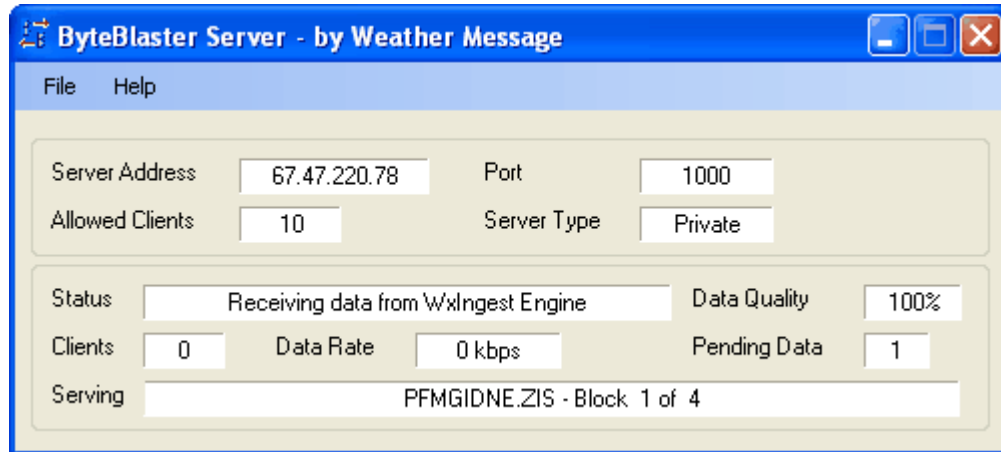 ByteBlaster Server - by Weather Message
File Help
Server Address 67.47.220.78 Port 1000
Allowed Clients 10 Server Type Private
Status Receiving data from WxIngest Engine Data Quality 100%
Clients 0 Data Rate 0 kbps Pending Data 1
Serving PFMGIDNE.ZIS - Block 1 of 4